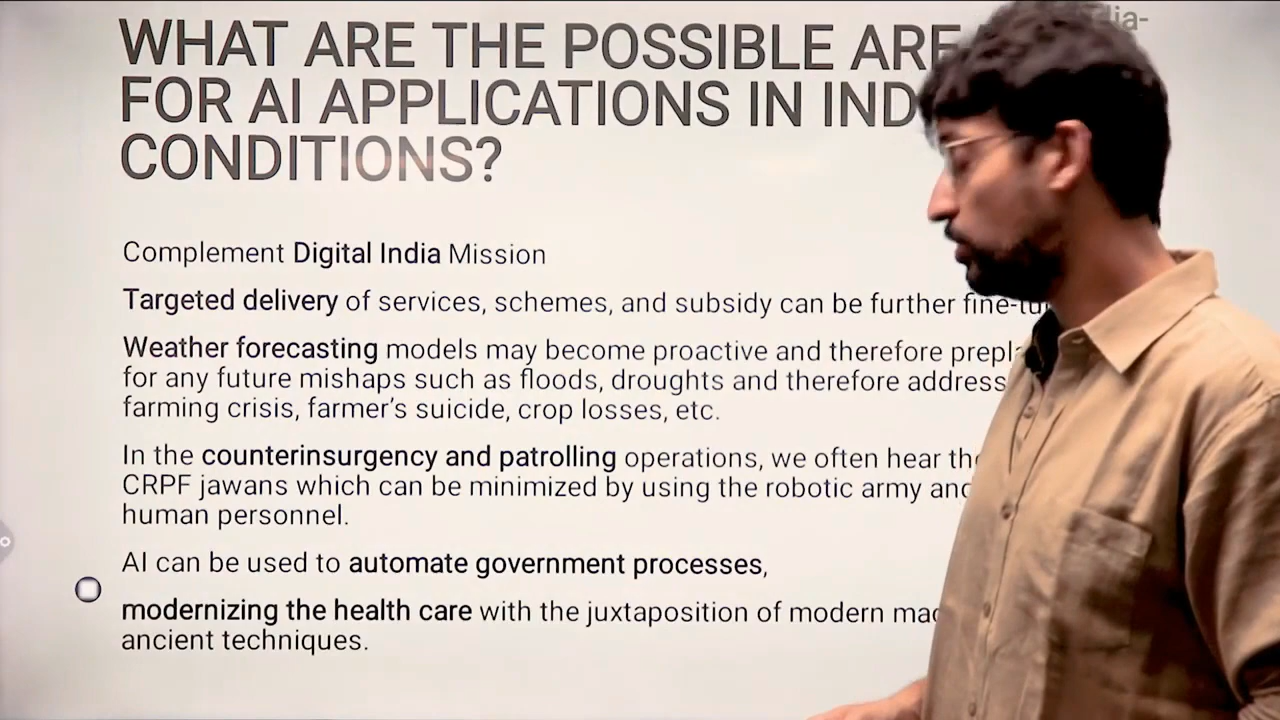 WHAT ARE THE POSSIBLE
FOR AI APPLICATIONS IN
CONDITIONS?
Complement Digital India Mission
Targeted delivery of services, schemes, and subsidy can be further
Weather forecasting models may become proactive and therefore
for any future mishaps such as floods, droughts and therefore address
farming crisis, farmer's suicide, crop losses, etc.
In the counterinsurgency and patrolling operations, we often hear
CRPF jawans which can be minimized by using the robotic army and
human personnel.
AI can be used to automate government processes,
modernizing the health care with the juxtaposition of modern
ancient techniques.